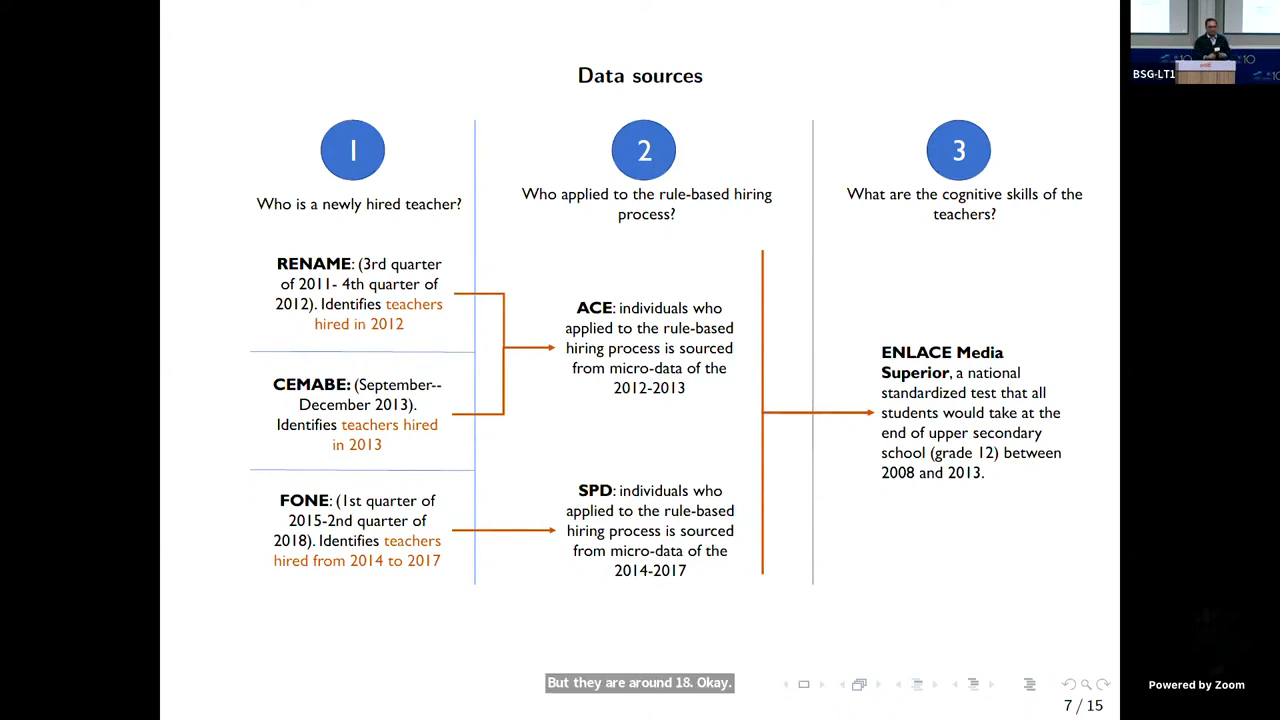 Data sources
1
Who is a newly hired teacher?
RENAME: (3rd quarter
of 2011- 4th quarter of
2012). Identifies teachers
hired in 2012
CEMABE: (September--
December 2013).
Identifies teachers hired
in 2013
FONE: (1st quarter of
2015-2nd quarter of
2018). Identifies teachers
hired from 2014 to 2017
2
Who applied to the rule-based hiring
process?
ACE: individuals who
applied to the rule-based
hiring process is sourced
from micro-data of the
2012-2013
SPD: individuals who
applied to the rule-based
hiring process is sourced
from micro-data of the
2014-2017
3
What are the cognitive skills of the
teachers?
ENLACE Media
Superior, a national
standardized test that all
students would take at the
end of upper secondary
school (grade 12) between
2008 and 2013.
But they are around 18. Okay.
7 / 15
BSG-LT1
Powered by Zoom